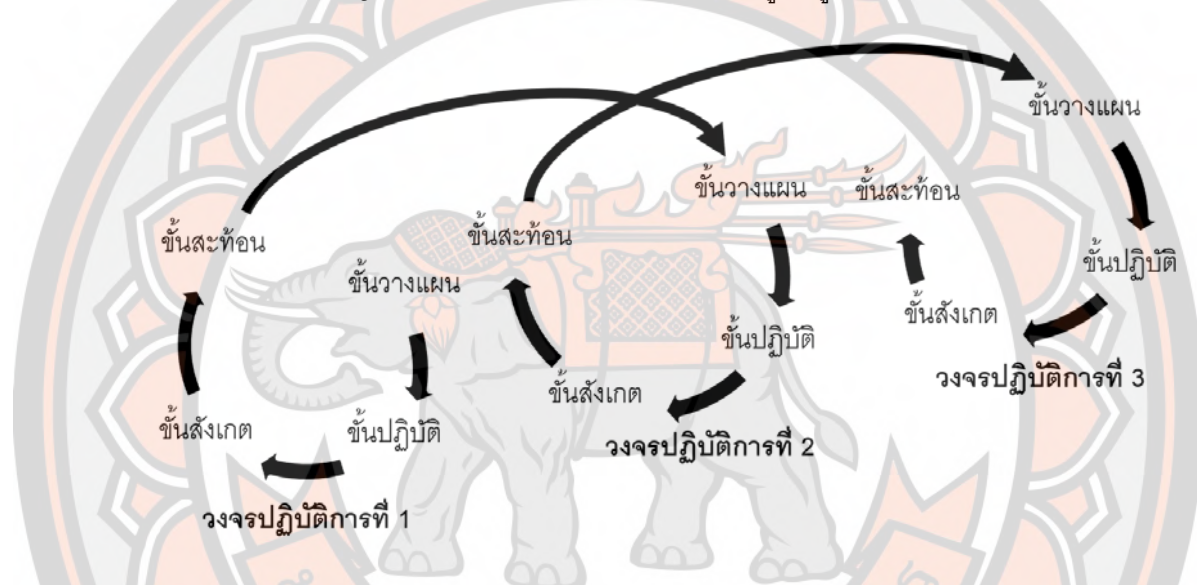 ขั้นวางแผน
ขั้นปฏิบัติ
ขั้นสังเกต
ขั้นสะท้อน
วงจรปฏิบัติการที่ 1
ขั้นวางแผน
ขั้นปฏิบัติ
ขั้นสังเกต
ขั้นสะท้อน
วงจรปฏิบัติการที่ 2
ขั้นวางแผน
ขั้นปฏิบัติ
ขั้นสังเกต
ขั้นสะท้อน
วงจรปฏิบัติการที่ 3